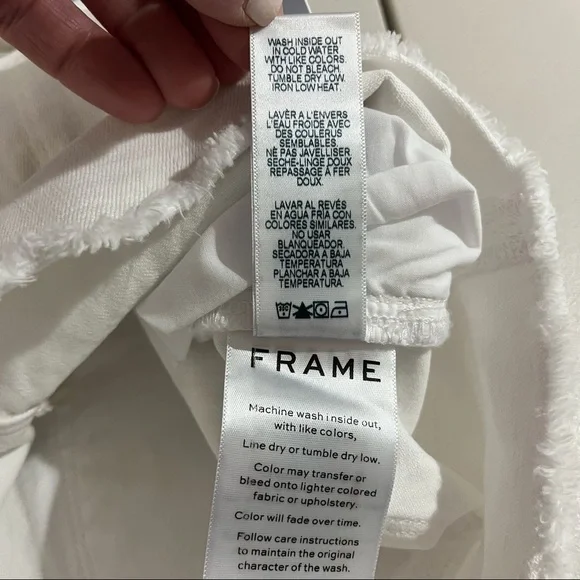 WASH INSIDE OUT
IN COLD WATER
WITH LIKE COLORS.
DO NOT BLEACH.
TUMBLE DRY LOW.
IRON LOW HEAT.
LAVÈR A L'ENVERS
L'EAU FROIDE AVEC
DES COULERUS
SEMBLABLES
NÈ PAS JAVELLISER
SÈCHE-LINGE DOUX
REPASSAGE À FER
DOUX.
LAVAR AL REVÉS
EN AGUA FRÍA CON
COLORES SIMILARES.
NO USAR
BLANQUEADOR.
SECADORA A BAJA
TEMPERATURA
PLANCHAR A BAJA
TEMPERATURA.
FRAME
Machine wash inside out,
with like colors,
Line dry or tumble dry low.
Color may transfer or
bleed onto lighter colored
fabric or upholstery.
Color will fade over time.
Follow care instructions
to maintain the original
character of the wash.